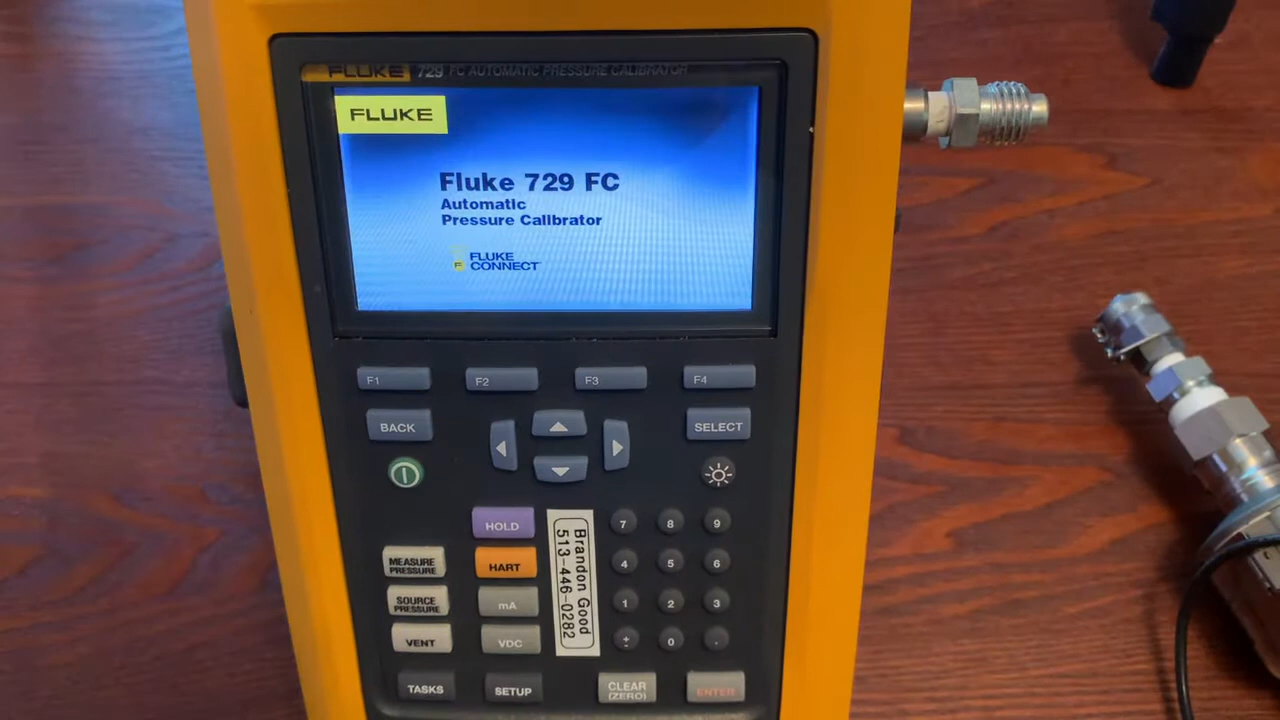 FLUKE 729 FC AUTOMATIC PRESSURE CALIBRATOR
FLUKE
Fluke 729 FC
Automatic
Pressure Calibrator
FLUKE
CONNECT
F1 F2 F3 F4
BACK SELECT
HOLD 7 8 9
MEASURE
PRESSURE
HART 4 5 6
SOURCE
PRESSURE
mA 1 2 3
VENT VDC ± 0 .
Brandon Good
513-446-0282
TASKS SETUP
CLEAR
(ZERO)
ENTER